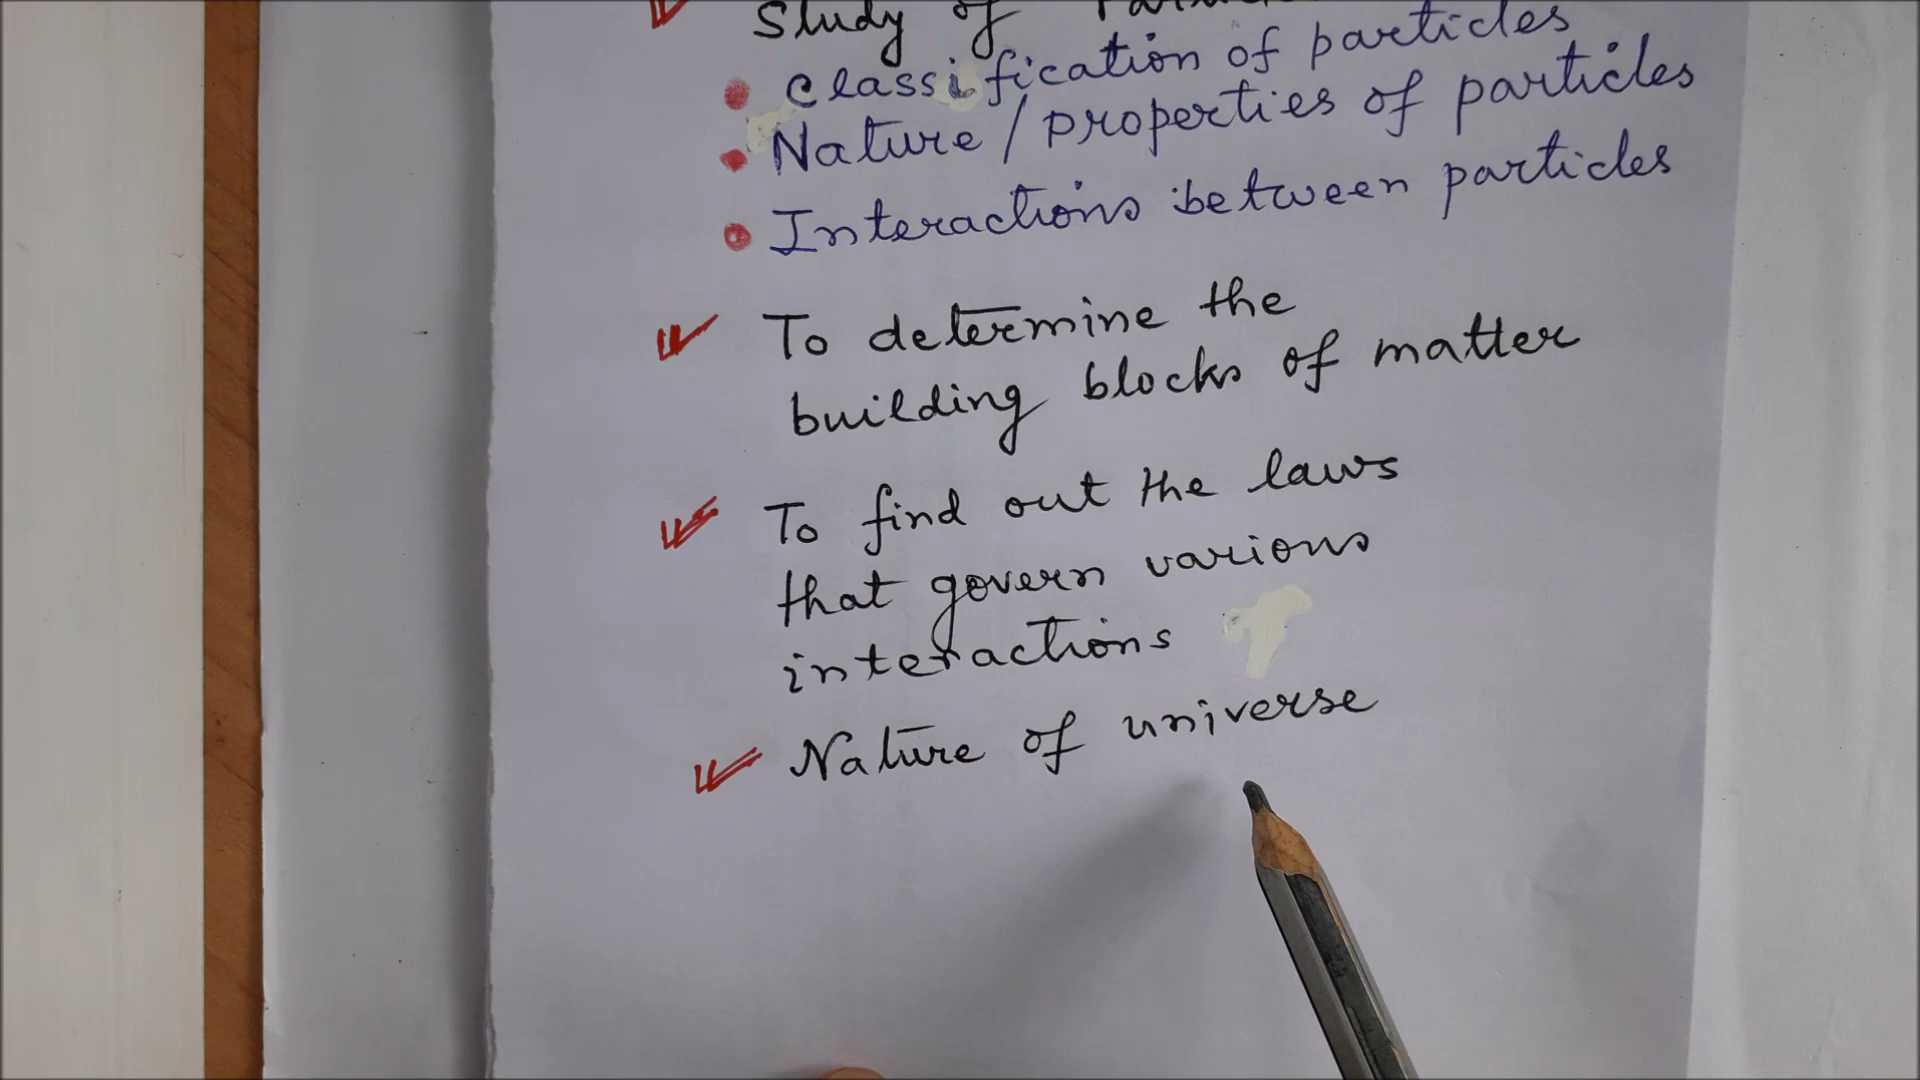 Study of
classification of particles
Nature/properties of particles
Interactions between particles
To determine the
building blocks of matter
To find out the laws
that govern various
interactions
Nature of universe